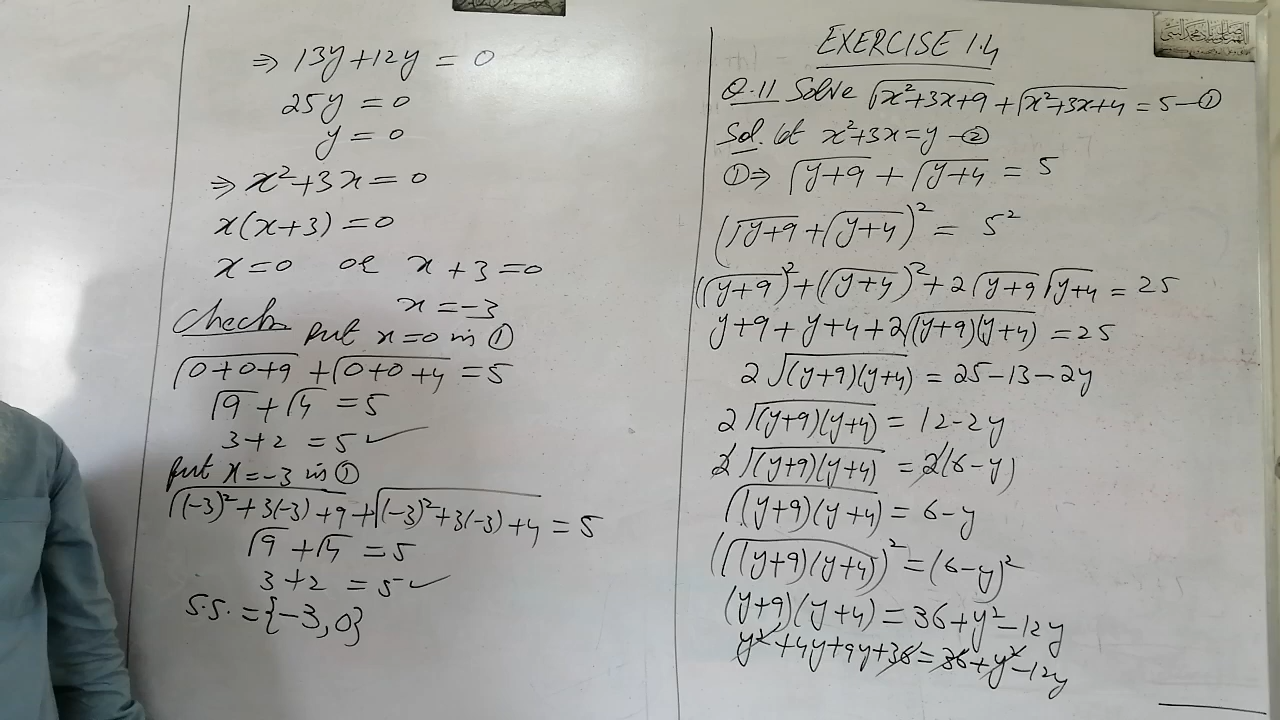 EXERCISE 1.4
Q.11 Solve √(x²+3x+9) + √(x²+3x+4) = 5 —①
Sol. let x²+3x=y —②
①⇒ √(y+9) + √(y+4) = 5
(√(y+9) + √(y+4))² = 5²
(√(y+9))² + (√(y+4))² + 2√(y+9) √(y+4) = 25
y+9+y+4+2√((y+9)(y+4)) = 25
2√((y+9)(y+4)) = 25-13-2y
2√((y+9)(y+4)) = 12-2y
2√((y+9)(y+4)) = 2(6-y)
√((y+9)(y+4)) = 6-y
(√((y+9)(y+4)))² = (6-y)²
(y+9)(y+4) = 36+y²-12y
y²+4y+9y+36 = 36+y²-12y
⇒ 13y+12y = 0
25y = 0
y = 0
⇒ x²+3x = 0
x(x+3) = 0
x=0 or x+3=0
x=-3
Check put x=0 in ①
√(0+0+9) + √(0+0+4) = 5
√9 + √4 = 5
3+2 = 5 ✓
put x=-3 in ①
√((-3)²+3(-3)+9) + √((-3)²+3(-3)+4) = 5
√9 + √4 = 5
3+2 = 5 ✓
S.S. = {-3, 0}